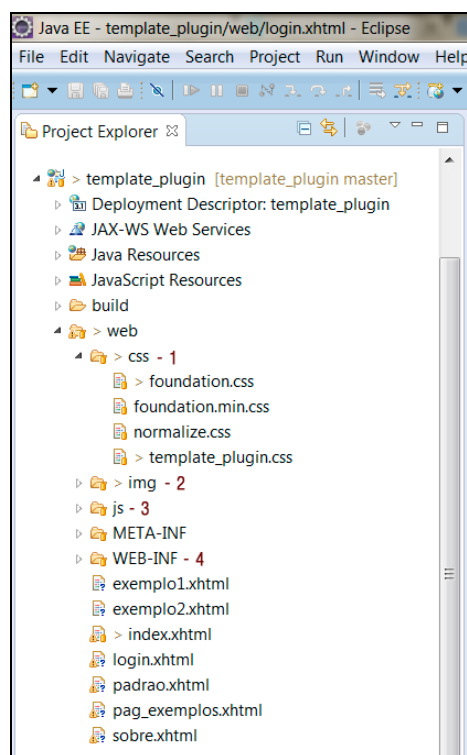 Java EE - template_plugin/web/login.xhtml - Eclipse
File Edit Navigate Search Project Run Window Help
Project Explorer
> template_plugin [template_plugin master]
Deployment Descriptor: template_plugin
JAX-WS Web Services
Java Resources
JavaScript Resources
build
> web
> css - 1
> foundation.css
foundation.min.css
normalize.css
> template_plugin.css
> img - 2
js - 3
META-INF
WEB-INF - 4
exemplo1.xhtml
exemplo2.xhtml
> index.xhtml
login.xhtml
padrao.xhtml
pag_exemplos.xhtml
sobre.xhtml